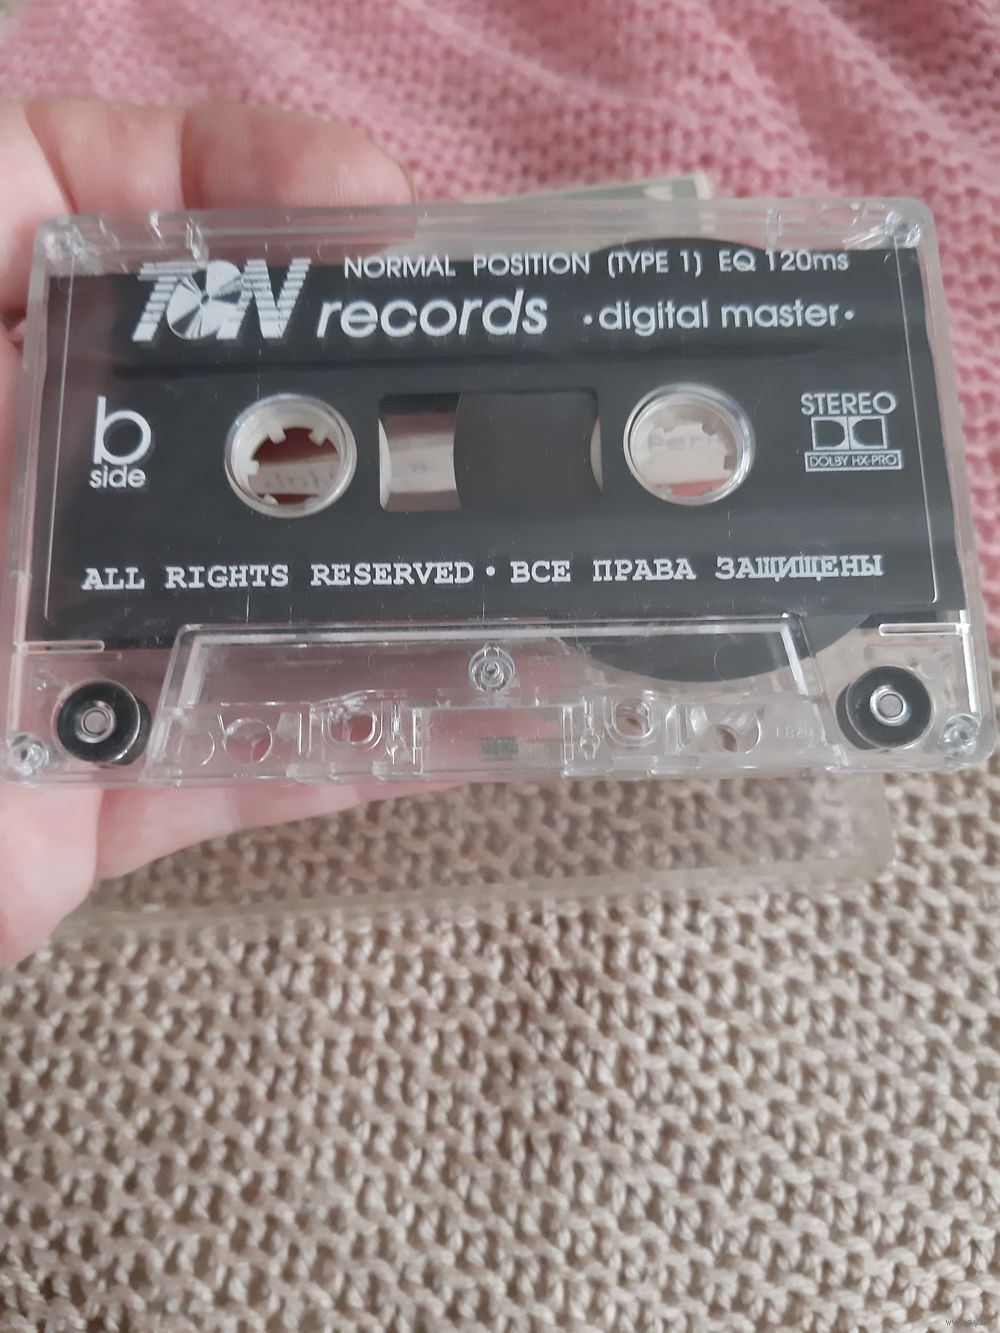 NORMAL POSITION (TYPE 1) EQ 120ms
TON records •digital master•
b
side
STEREO
DOLBY HX-PRO
Peri
ALL RIGHTS RESERVED • ВСЕ ПРАВА ЗАЩИЩЕНЫ